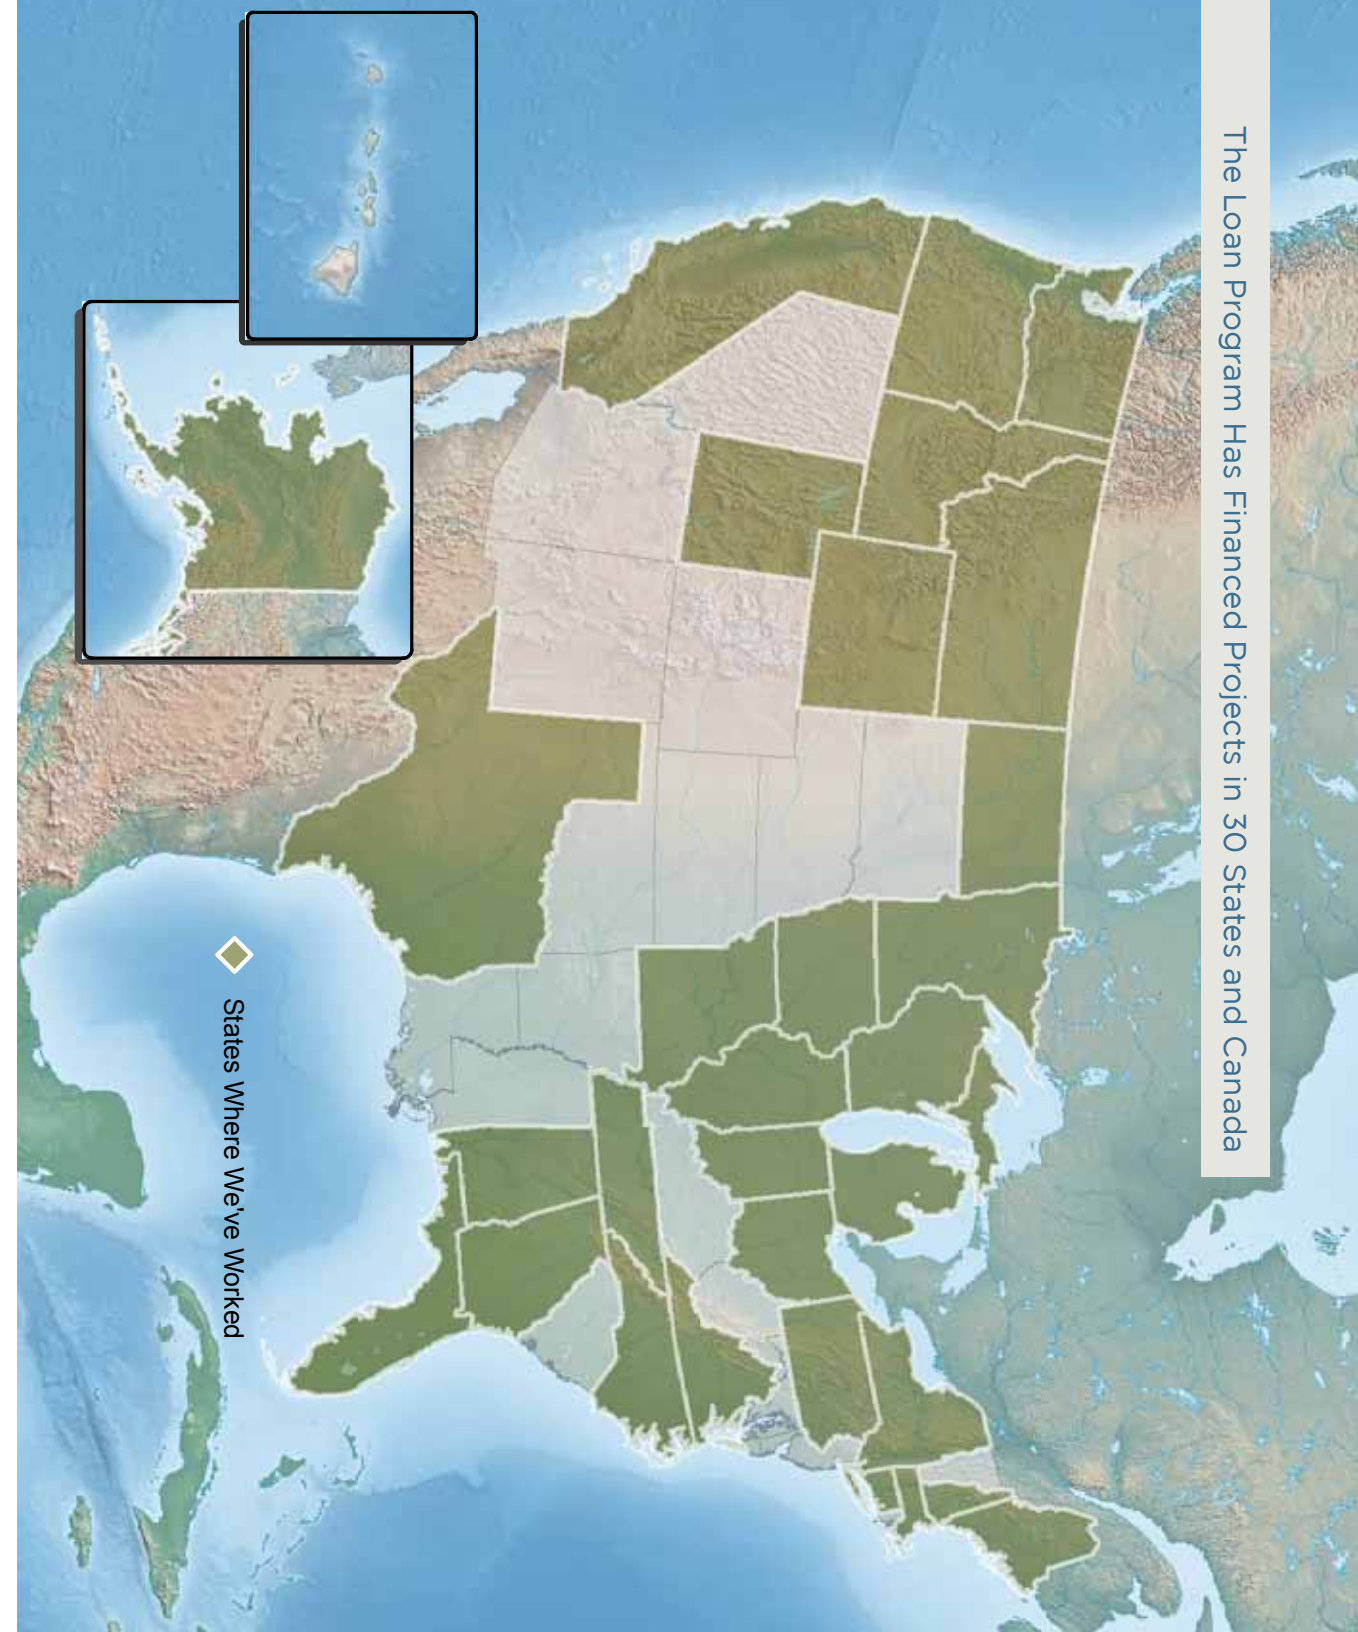 The Loan Program Has Financed Projects in 30 States and Canada
States Where We've Worked